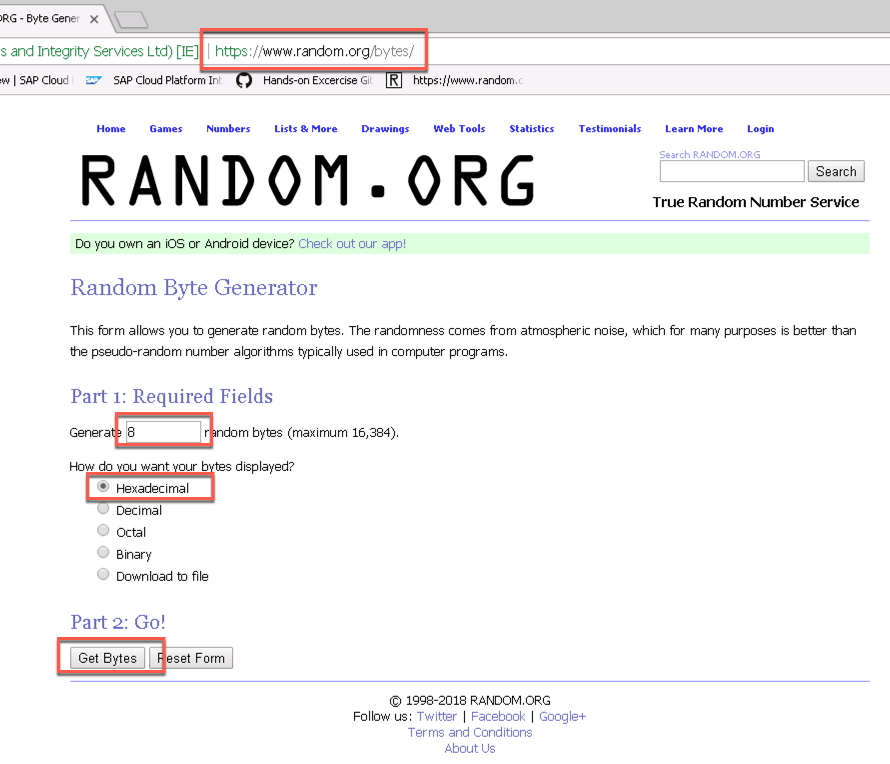 ORG - Byte Gener
s and Integrity Services Ltd) [IE] https://www.random.org/bytes/
ew | SAP Cloud SAP Cloud Platform Int Hands-on Excercise Git R https://www.random.o
Home Games Numbers Lists & More Drawings Web Tools Statistics Testimonials Learn More Login
RANDOM.ORG
Search RANDOM.ORG
Search
True Random Number Service
Do you own an iOS or Android device? Check out our app!
Random Byte Generator
This form allows you to generate random bytes. The randomness comes from atmospheric noise, which for many purposes is better than
the pseudo-random number algorithms typically used in computer programs.
Part 1: Required Fields
Generate 8 random bytes (maximum 16,384).
How do you want your bytes displayed?
Hexadecimal
Decimal
Octal
Binary
Download to file
Part 2: Go!
Get Bytes Reset Form
© 1998-2018 RANDOM.ORG
Follow us: Twitter | Facebook | Google+
Terms and Conditions
About Us